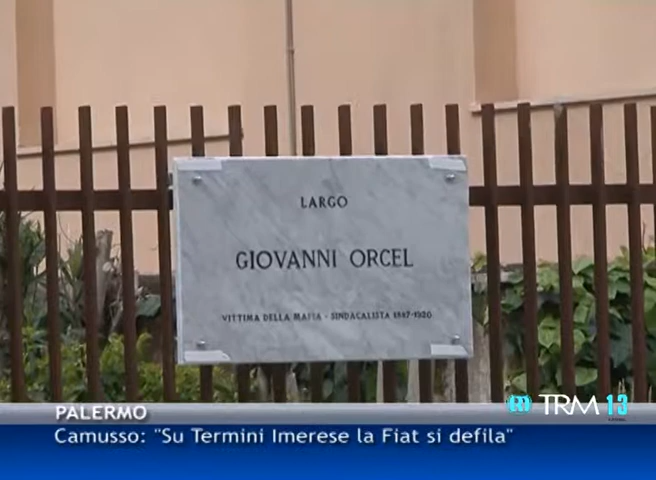 LARGO
GIOVANNI ORCEL
VITTIMA DELLA MAFIA - SINDACALISTA 1887-1920
PALERMO
TRM 13
Camusso: "Su Termini Imerese la Fiat si defila"